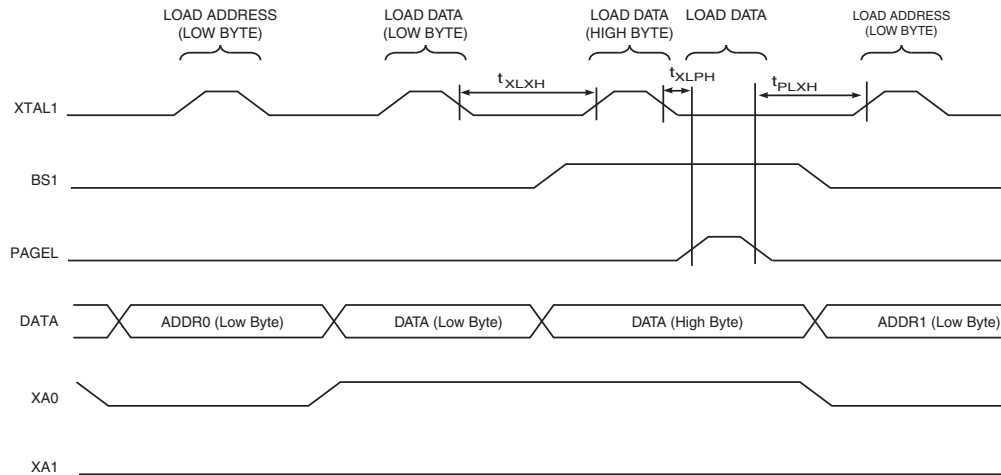 LOAD ADDRESS
(LOW BYTE)
LOAD DATA
(LOW BYTE)
LOAD DATA
(HIGH BYTE)
LOAD DATA
LOAD ADDRESS
(LOW BYTE)
XTAL1
tXLXH
tXLPH
tPLXH
BS1
PAGEL
DATA
ADDR0 (Low Byte)
DATA (Low Byte)
DATA (High Byte)
ADDR1 (Low Byte)
XA0
XA1